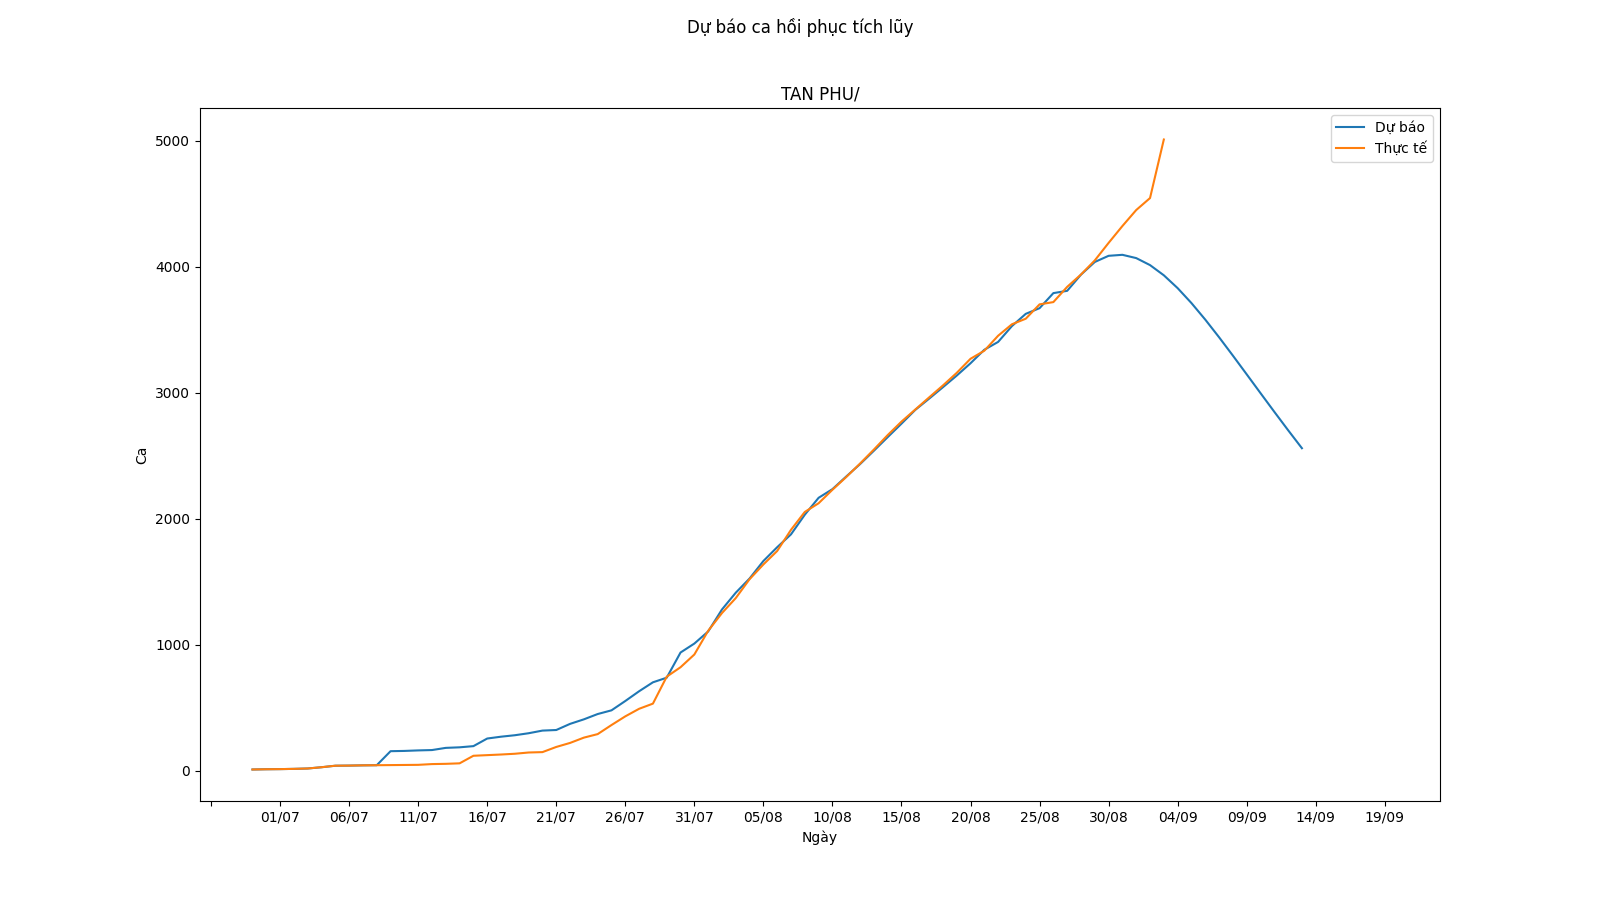 Dự báo ca hồi phục tích lũy
TAN PHU/
Dự báo
Thực tế
5000
4000
3000
2000
1000
0
Ca
01/07 06/07 11/07 16/07 21/07 26/07 31/07 05/08 10/08 15/08 20/08 25/08 30/08 04/09 09/09 14/09 19/09
Ngày